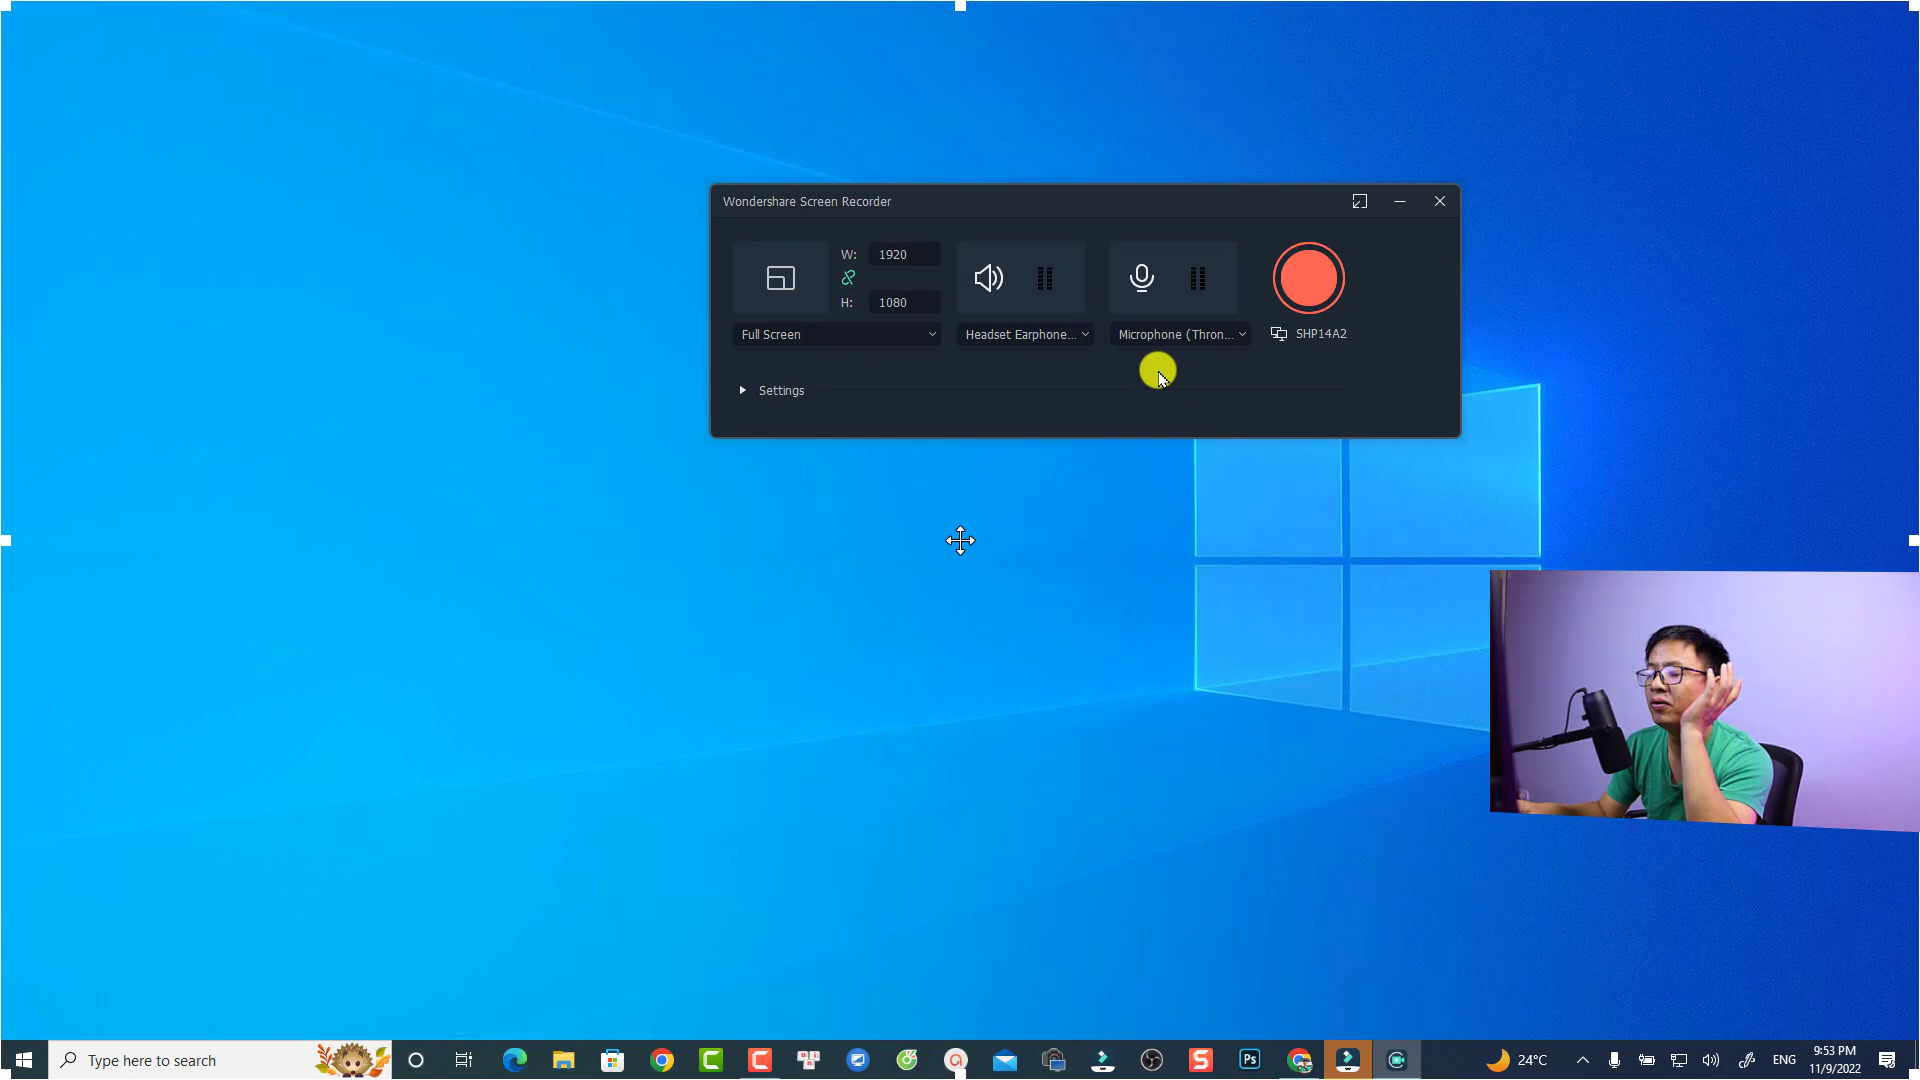 Wondershare Screen Recorder
W: 1920
H: 1080
Full Screen
Headset Earphone...
Microphone (Thron...
SHP14A2
Settings
Type here to search
Ps
24°C
ENG
9:53 PM
11/9/2022